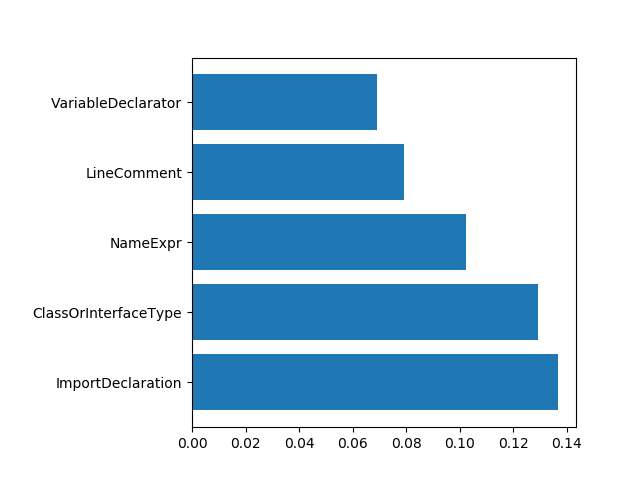 VariableDeclarator
LineComment
NameExpr
ClassOrInterfaceType
ImportDeclaration
0.00 0.02 0.04 0.06 0.08 0.10 0.12 0.14